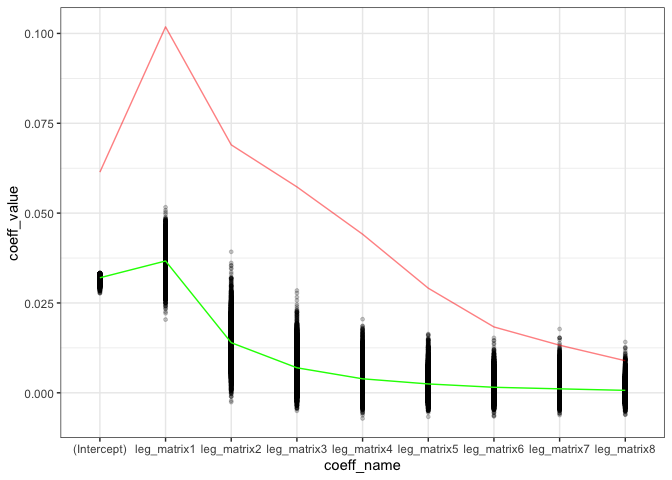 0.100
0.075
0.050
0.025
0.000
coeff_value
(Intercept) leg_matrix1 leg_matrix2 leg_matrix3 leg_matrix4 leg_matrix5 leg_matrix6 leg_matrix7 leg_matrix8
coeff_name